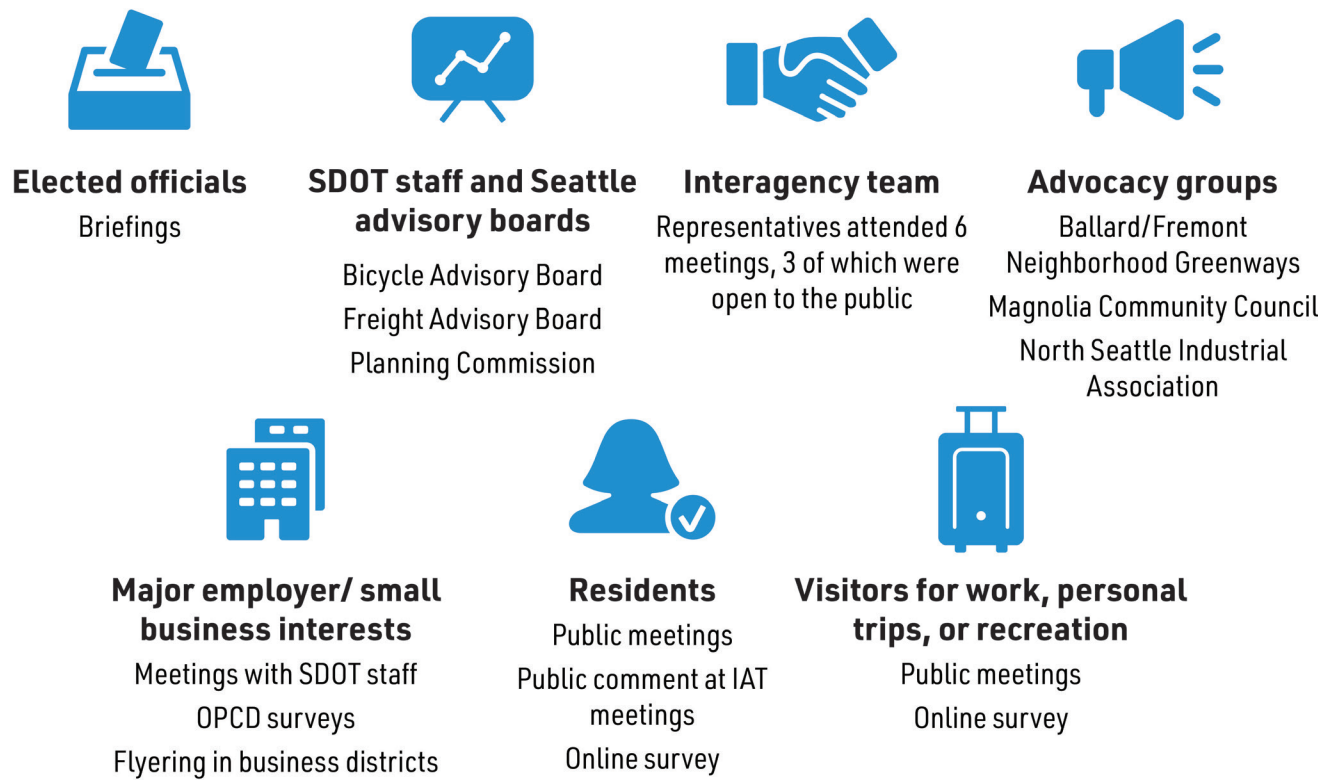 Elected officials
Briefings
SDOT staff and Seattle
advisory boards
Bicycle Advisory Board
Freight Advisory Board
Planning Commission
Interagency team
Representatives attended 6
meetings, 3 of which were
open to the public
Advocacy groups
Ballard/Fremont
Neighborhood Greenways
Magnolia Community Council
North Seattle Industrial
Association
Major employer/ small
business interests
Meetings with SDOT staff
OPCD surveys
Flyering in business districts
Residents
Public meetings
Public comment at IAT
meetings
Online survey
Visitors for work, personal
trips, or recreation
Public meetings
Online survey